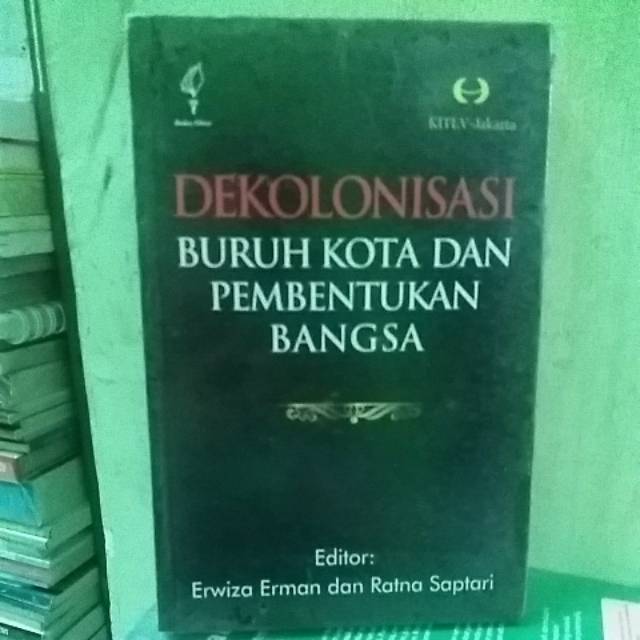 KITLV-Jakarta
DEKOLONISASI
BURUH KOTA DAN
PEMBENTUKAN
BANGSA
Editor:
Erwiza Erman dan Ratna Saptari